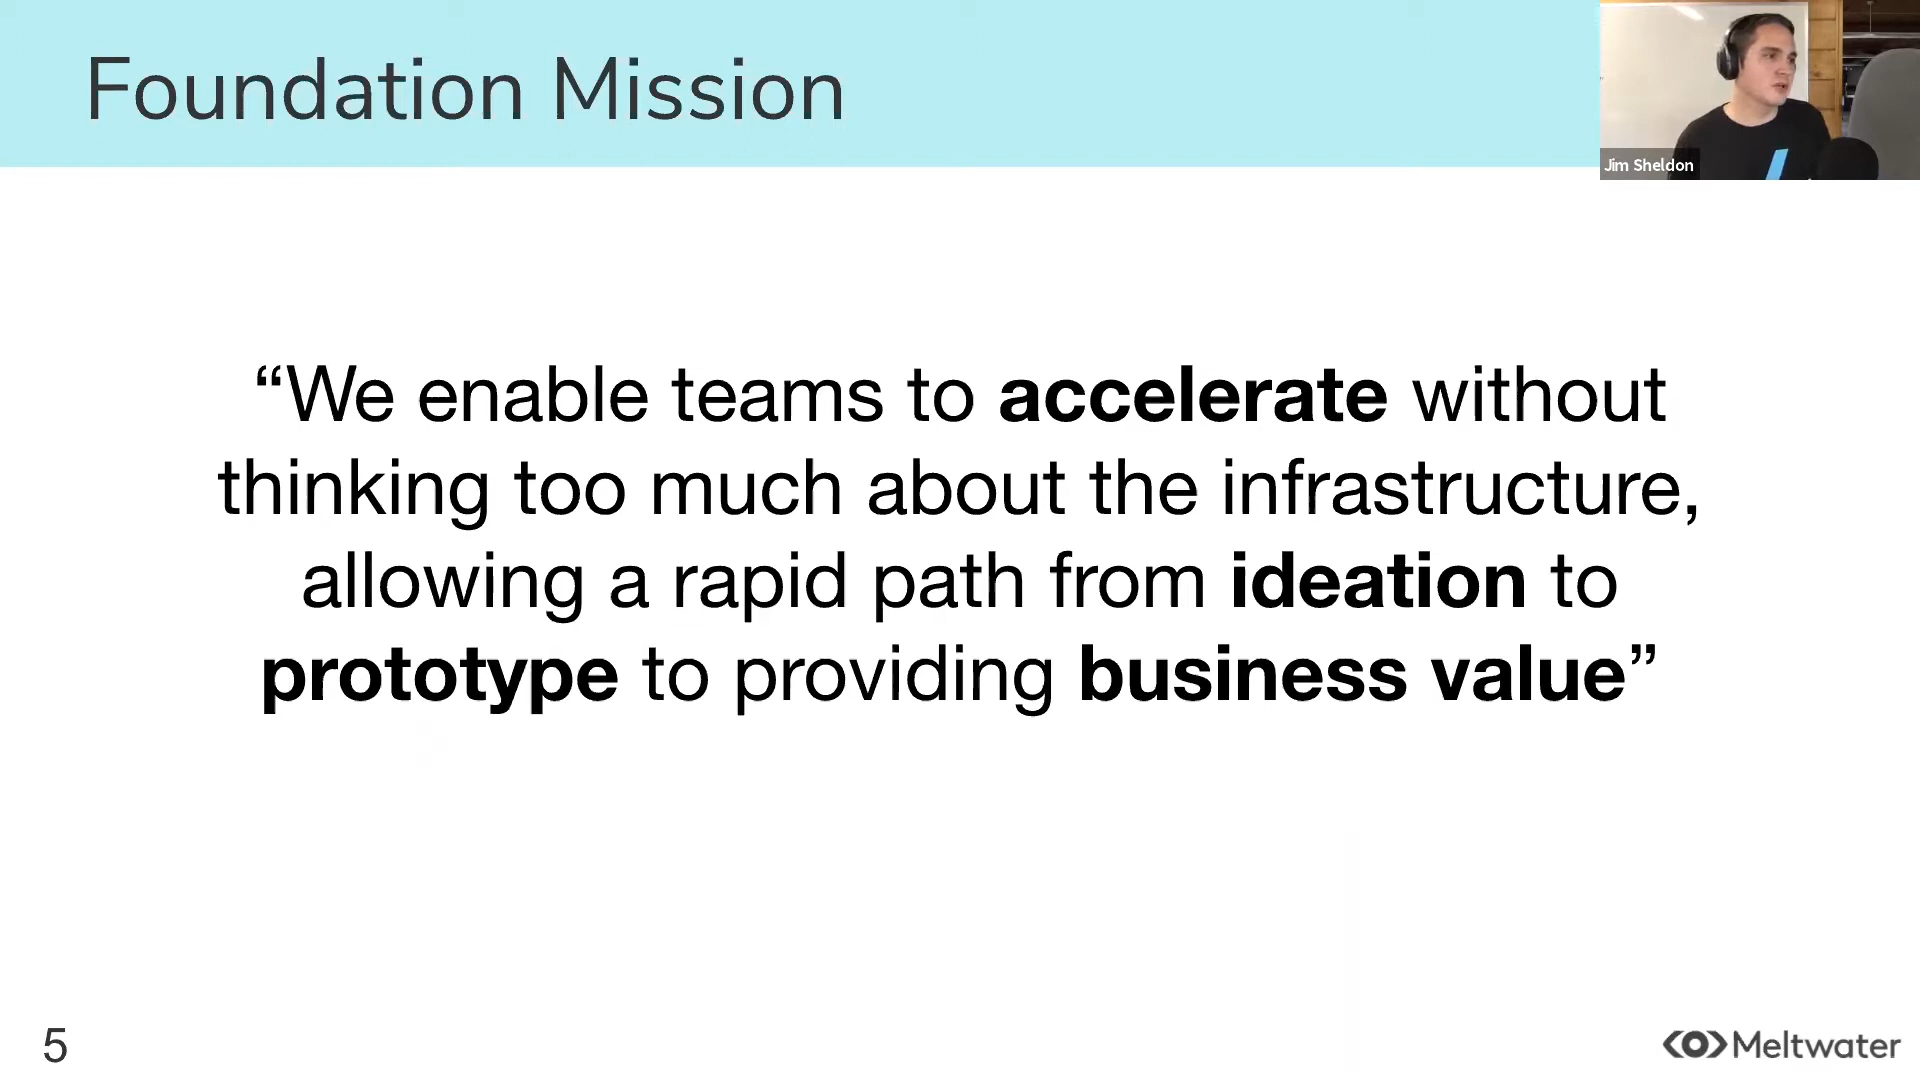 Foundation Mission
Jim Sheldon
“We enable teams to accelerate without
thinking too much about the infrastructure,
allowing a rapid path from ideation to
prototype to providing business value”
5
Meltwater